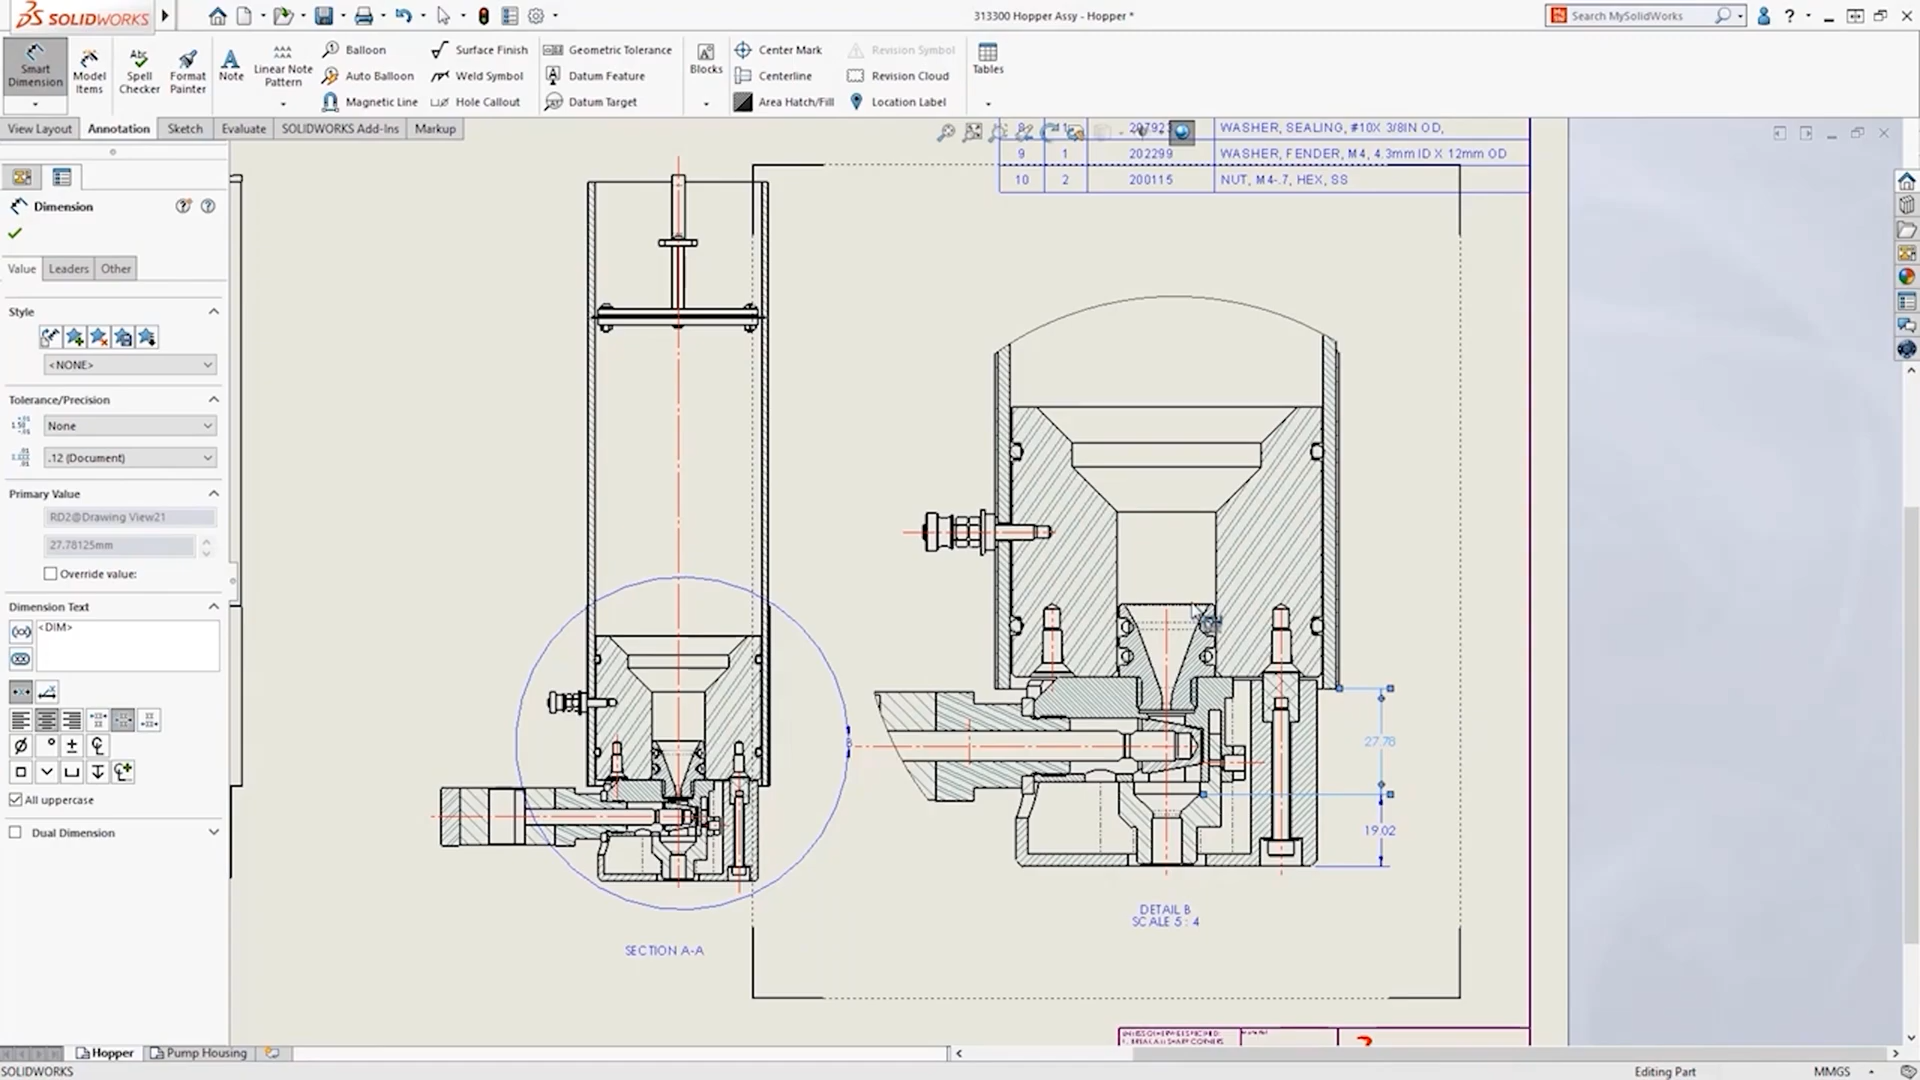 SOLIDWORKS
313300 Hopper Assy - Hopper *
Search MySolidWorks
Smart Dimension
Model Items
Spell Checker
Format Painter
Note
Linear Note Pattern
Balloon
Auto Balloon
Magnetic Line
Surface Finish
Weld Symbol
Hole Callout
Geometric Tolerance
Datum Feature
Datum Target
Blocks
Center Mark
Centerline
Area Hatch/Fill
Revision Symbol
Revision Cloud
Location Label
Tables
View Layout
Annotation
Sketch
Evaluate
SOLIDWORKS Add-Ins
Markup
WASHER, SEALING, #10X 3/8IN OD,
9 1 202299 WASHER, FENDER, M4, 4.3mm ID X 12mm OD
10 2 200115 NUT, M4-.7, HEX, SS
Dimension
Value Leaders Other
Style
<NONE>
Tolerance/Precision
None
.12 (Document)
Primary Value
RD2@Drawing View21
27.78125mm
Override value:
Dimension Text
<DIM>
All uppercase
Dual Dimension
27.78
19.02
B
SECTION A-A
DETAIL B
SCALE 5 : 4
Hopper
Pump Housing
SOLIDWORKS
Editing Part
MMGS